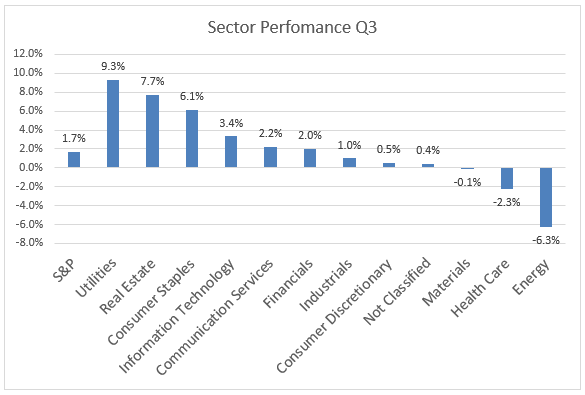 Sector Perfomance Q3
12.0%
10.0%
8.0%
6.0%
4.0%
2.0%
0.0%
-2.0%
-4.0%
-6.0%
-8.0%
1.7%
9.3%
7.7%
6.1%
3.4%
2.2%
2.0%
1.0%
0.5%
0.4%
-0.1%
-2.3%
-6.3%
S&P
Utilities
Real Estate
Consumer Staples
Information Technology
Communication Services
Financials
Industrials
Consumer Discretionary
Not Classified
Materials
Health Care
Energy